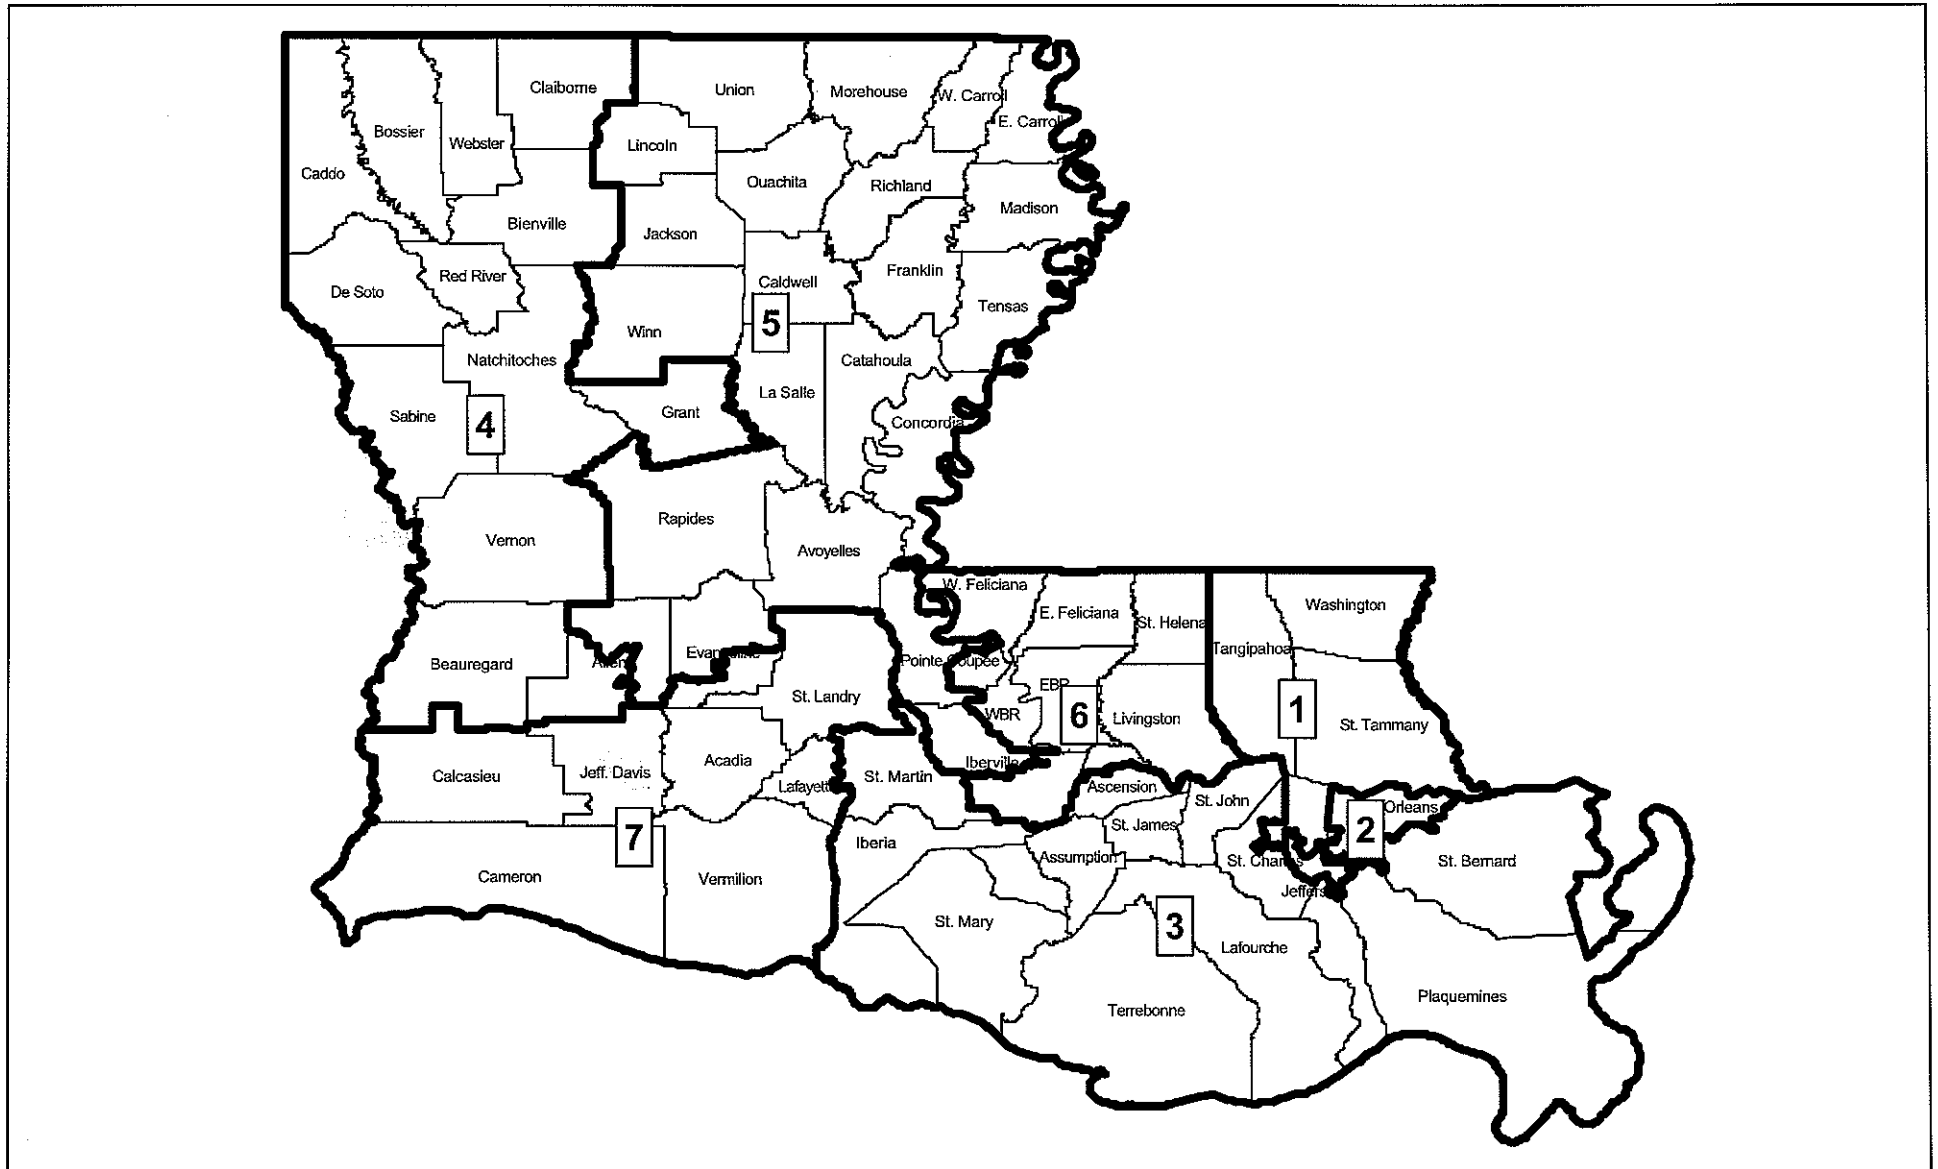 Claiborne
Union
Morehouse
W. Carroll
E. Carroll
Bossier
Webster
Lincoln
Caddo
Ouachita
Richland
Madison
Bienville
Jackson
Red River
Franklin
De Soto
Caldwell
Tensas
Winn
5
Natchitoches
Catahoula
La Salle
Grant
Sabine
4
Concordia
Rapides
Vernon
Avoyelles
W. Feliciana
E. Feliciana
St. Helena
Washington
Tangipahoa
Beauregard
Allen
Evangeline
Pointe Coupee
St. Landry
EBR
WBR
6
Livingston
1
St. Tammany
Calcasieu
Jeff. Davis
Acadia
Lafayette
St. Martin
Iberville
Ascension
St. John
Orleans
St. James
2
7
Iberia
Assumption
St. Charles
St. Bernard
Cameron
Vermilion
Jefferson
St. Mary
3
Lafourche
Terrebonne
Plaquemines